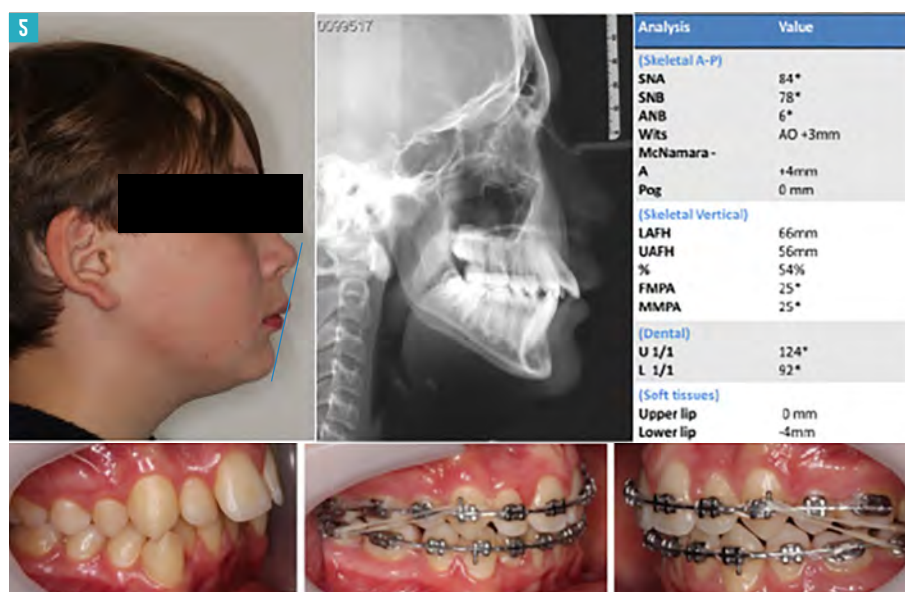 2
0099517
Analysis Value
(Skeletal A-P)
SNA 84*
SNB 78*
ANB 6*
Wits AO +3mm
McNamara -
A +4mm
Pog 0 mm
(Skeletal Vertical)
LAFH 66mm
UAFH 56mm
% 54%
FMPA 25*
MMPA 25*
(Dental)
U 1/1 124*
L 1/1 92*
(Soft tissues)
Upper lip 0 mm
Lower lip -4mm